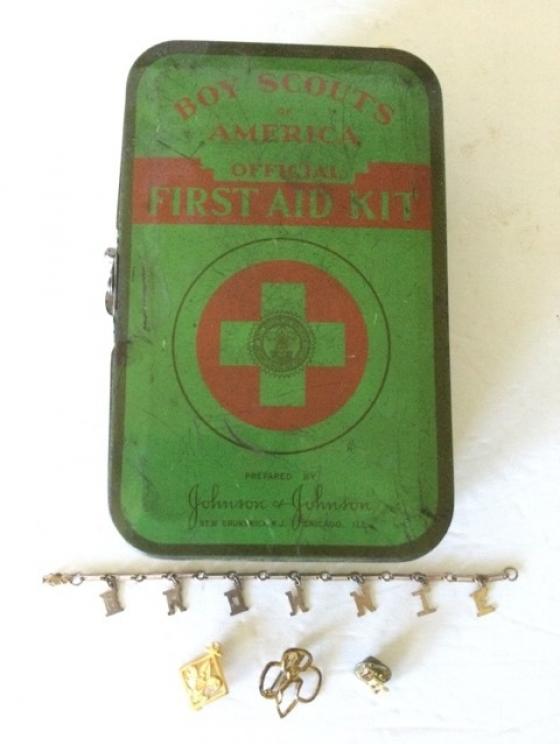 BOY SCOUTS
OF
AMERICA
OFFICIAL
FIRST AID KIT
PREPARED BY
Johnson & Johnson
NEW BRUNSWICK, N.J. CHICAGO, ILL.
B R O W N I E